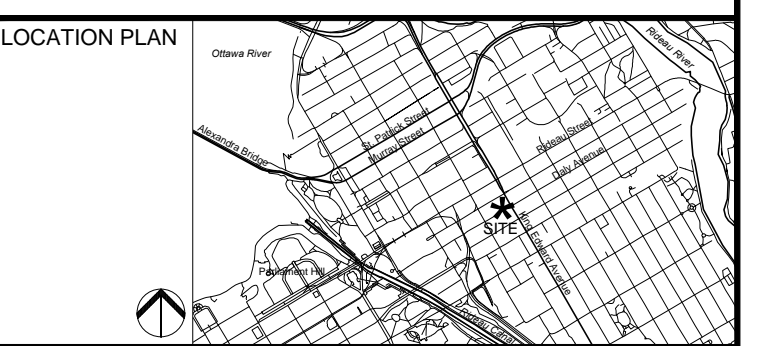 LOCATION PLAN
Ottawa River
Rideau River
Alexandra Bridge
St. Patrick Street
Murray Street
Rideau Street
Daly Avenue
SITE
King Edward Avenue
Parliament Hill
Rideau Canal